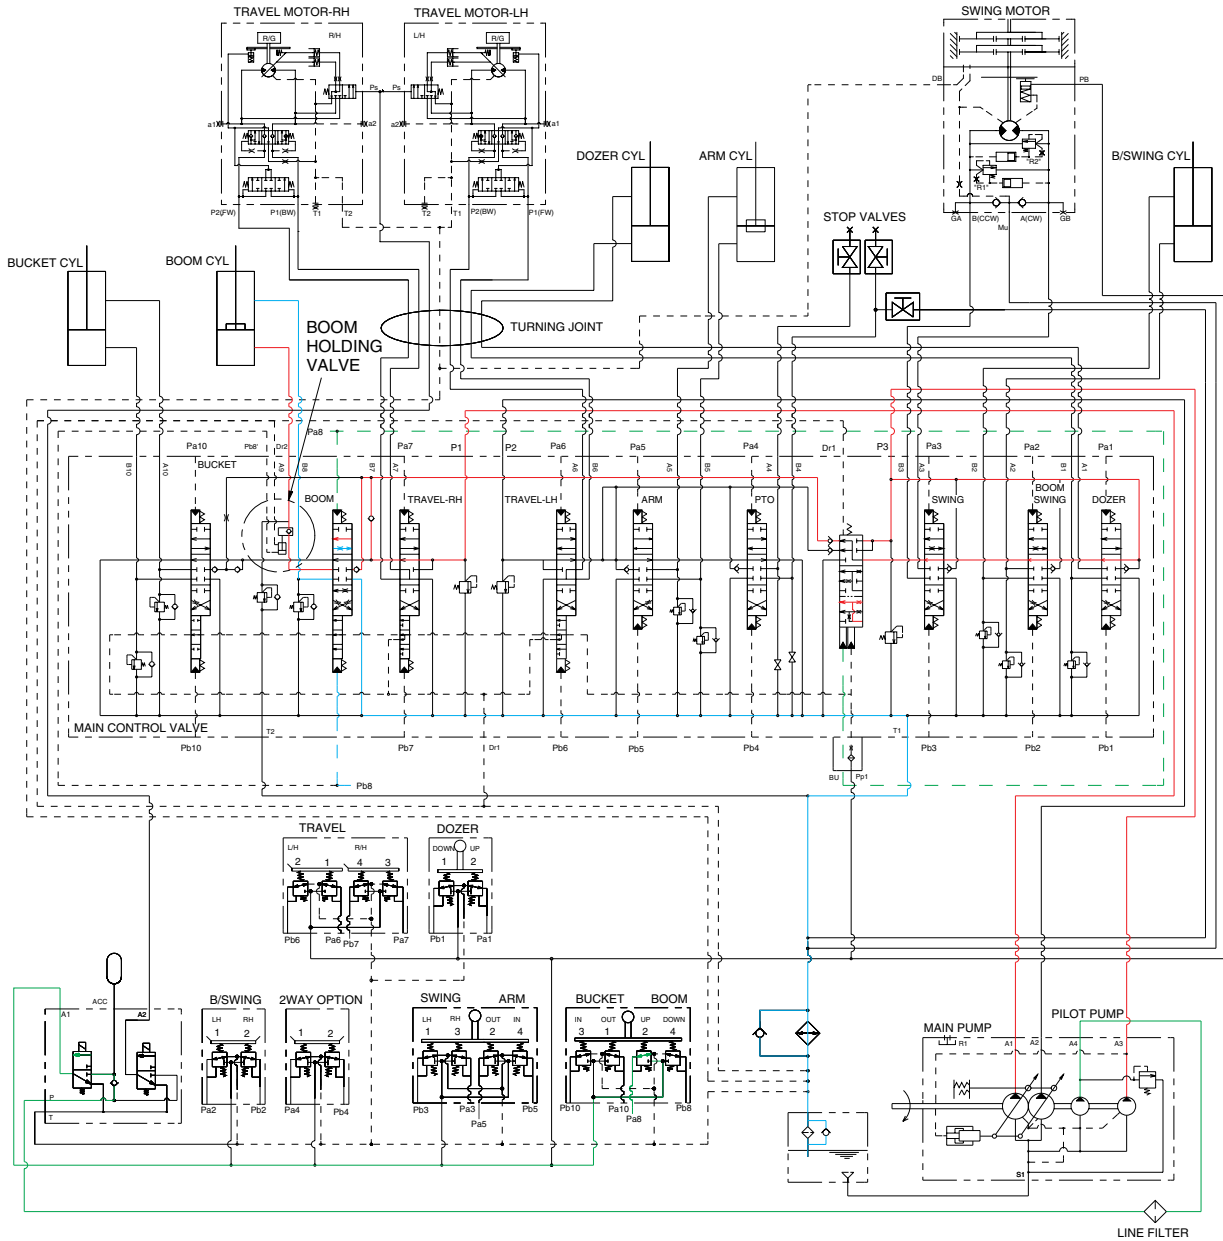 TRAVEL MOTOR-RH
TRAVEL MOTOR-LH
SWING MOTOR
R/G
R/H
L/H
R/G
Ps
Ps
a1
a2
a2
a1
P2(FW)
P1(BW)
T1
T2
T2
T1
P2(BW)
P1(FW)
DB
PB
"R2"
"R1"
GA
B(CCW)
Mu
A(CW)
GB
DOZER CYL
ARM CYL
B/SWING CYL
STOP VALVES
BUCKET CYL
BOOM CYL
BOOM
HOLDING
VALVE
TURNING JOINT
Pa10
Pb8'
Dr2
Pa8
Pa7
P1
P2
Pa6
Pa5
Pa4
Dr1
P3
Pa3
Pa2
Pa1
B10
A10
BUCKET
A9
B8
BOOM
B7
A7
TRAVEL-RH
TRAVEL-LH
A6
B6
ARM
A5
B5
PTO
A4
B4
B3
A3
SWING
B2
A2
BOOM
SWING
B1
A1
DOZER
MAIN CONTROL VALVE
T2
T1
Pb10
Pb8
Pb7
Dr1
Pb6
Pb5
Pb4
BU
Pp1
Pb3
Pb2
Pb1
TRAVEL
L/H
R/H
2
1
4
3
Pb6
Pa6
Pb7
Pa7
DOZER
DOWN
UP
1
2
Pb1
Pa1
ACC
A1
A2
P
T
B/SWING
LH
RH
1
2
Pa2
Pb2
2WAY OPTION
1
2
Pa4
Pb4
SWING
ARM
LH
RH
OUT
IN
1
3
2
4
Pb3
Pa3
Pa5
Pb5
BUCKET
BOOM
IN
OUT
UP
DOWN
3
1
2
4
Pb10
Pa10
Pa8
Pb8
MAIN PUMP
PILOT PUMP
R1
A1
A2
A4
A3
S1
LINE FILTER